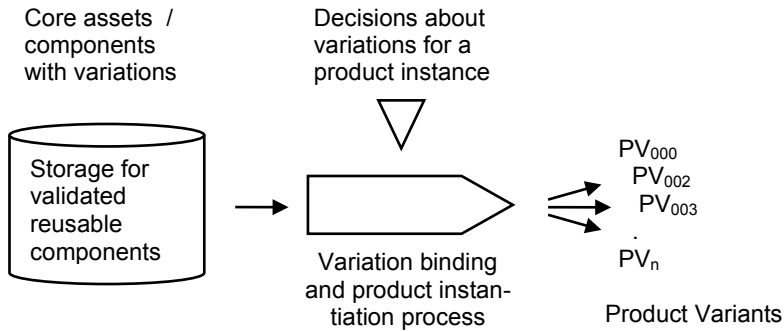 Core assets /
components
with variations
Decisions about
variations for a
product instance
Storage for
validated
reusable
components
Variation binding
and product instan-
tiation process
PV000
PV002
PV003
.
PVn
Product Variants